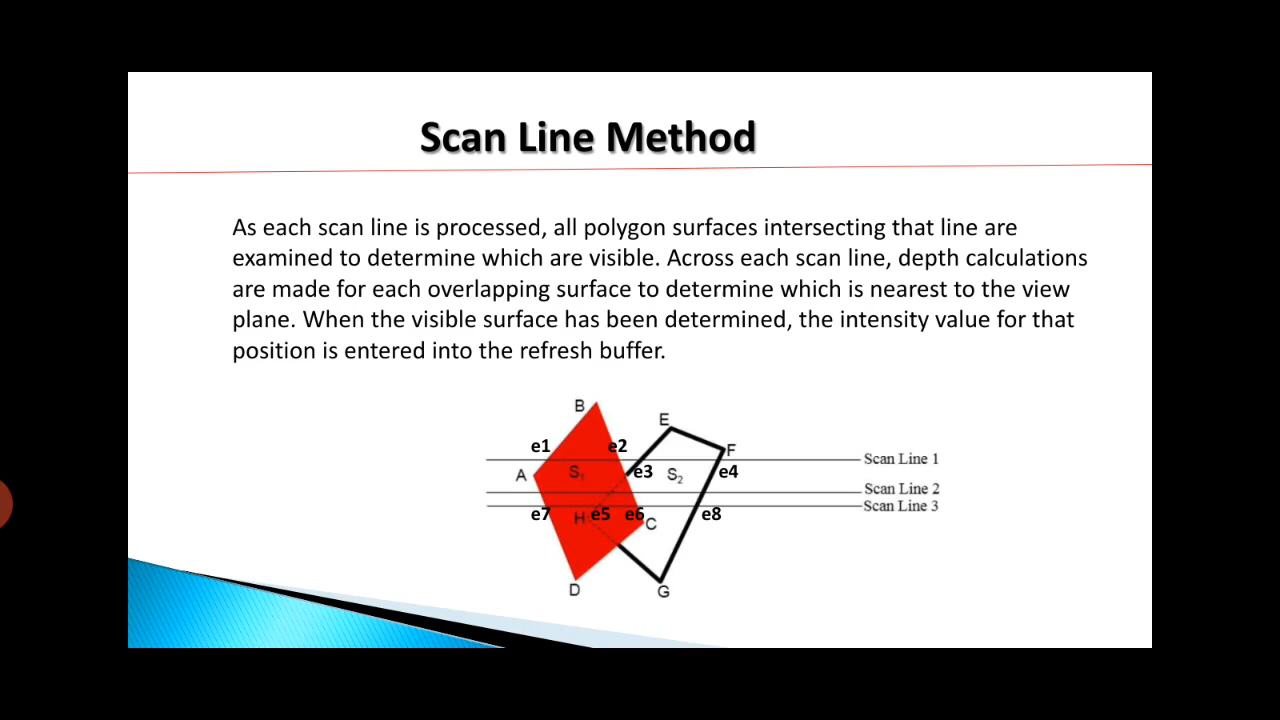 Scan Line Method
As each scan line is processed, all polygon surfaces intersecting that line are
examined to determine which are visible. Across each scan line, depth calculations
are made for each overlapping surface to determine which is nearest to the view
plane. When the visible surface has been determined, the intensity value for that
position is entered into the refresh buffer.
B
E
e1 e2 F
Scan Line 1
A S₁ e3 S₂ e4
Scan Line 2
Scan Line 3
e7 H e5 e6 C e8
D G